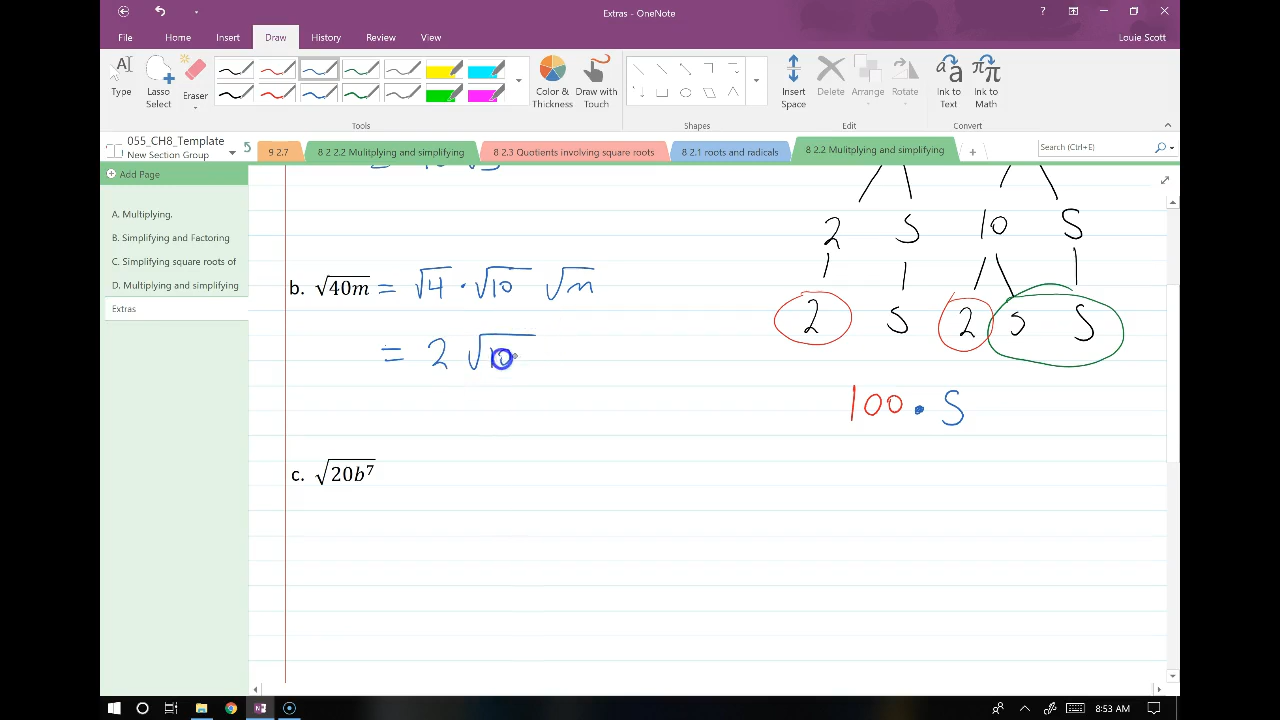 Extras - OneNote
?
File Home Insert Draw History Review View
Louie Scott
Type
Lasso Select
Eraser
Color & Thickness
Draw with Touch
Insert Space
Delete
Arrange
Rotate
Ink to Text
Ink to Math
Tools
Shapes
Edit
Convert
055_CH8_Template
New Section Group
9 2.7
8 2.2.2 Mulitplying and simplifying
8 2.3 Quotients involving square roots
8 2.1 roots and radicals
8 2.2 Mulitplying and simplifying
Search (Ctrl+E)
Add Page
A. Multiplying.
B. Simplifying and Factoring
C. Simplifying square roots of
D. Multiplying and simplifying
Extras
2 5 10 5
b. √40m = √4 · √10 √m
2 5 2 5 5
= 2 √10
100 · 5
c. √20b⁷
8:53 AM